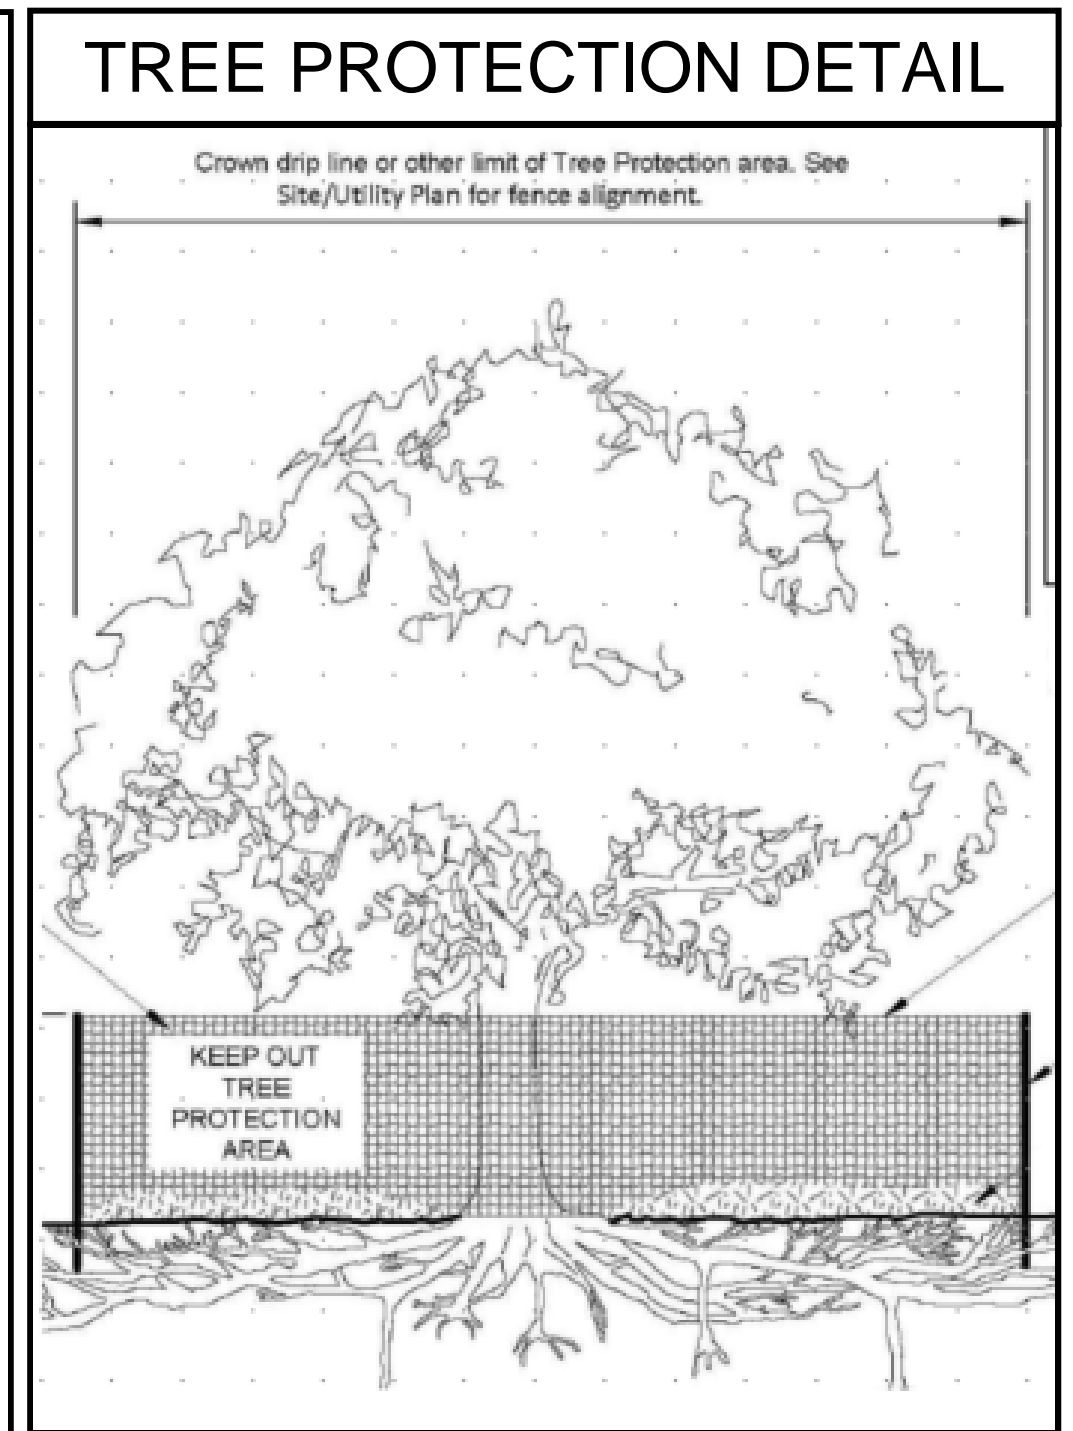 TREE PROTECTION DETAIL
Crown drip line or other limit of Tree Protection area. See
Site/Utility Plan for fence alignment.
KEEP OUT
TREE
PROTECTION
AREA